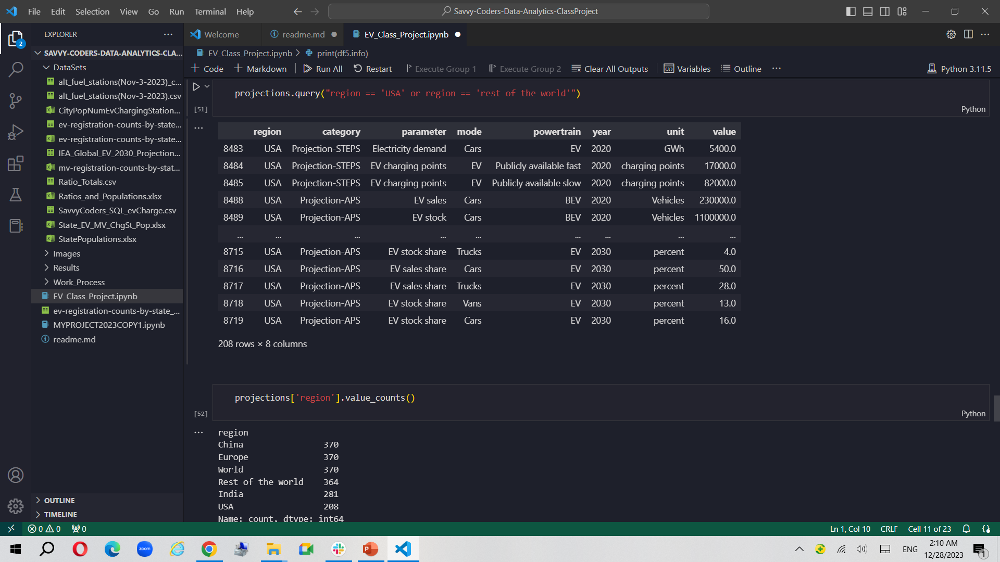 File Edit Selection View Go Run Terminal Help
Savvy-Coders-Data-Analytics-ClassProject
EXPLORER
Welcome
readme.md
EV_Class_Project.ipynb
2
SAVVY-CODERS-DATA-ANALYTICS-CLA...
DataSets
alt_fuel_stations(Nov-3-2023)_c...
alt_fuel_stations(Nov-3-2023).csv
CityPopNumEvChargingStation...
ev-registration-counts-by-state...
ev-registration-counts-by-state...
IEA_Global_EV_2030_Projection...
mv-registration-counts-by-stat...
Ratio_Totals.csv
Ratios_and_Populations.xlsx
SavvyCoders_SQL_evCharge.csv
State_EV_MV_ChgSt_Pop.xlsx
StatePopulations.xlsx
Images
Results
Work_Process
EV_Class_Project.ipynb
ev-registration-counts-by-state_...
MYPROJECT2023COPY1.ipynb
readme.md
OUTLINE
TIMELINE
EV_Class_Project.ipynb > print(df5.info)
+ Code + Markdown Run All Restart Execute Group 1 Execute Group 2 Clear All Outputs Variables Outline ... Python 3.11.5
projections.query("region == 'USA' or region == 'rest of the world'")
[51]
Python
region category parameter mode powertrain year unit value
8483 USA Projection-STEPS Electricity demand Cars EV 2020 GWh 5400.0
8484 USA Projection-STEPS EV charging points EV Publicly available fast 2020 charging points 17000.0
8485 USA Projection-STEPS EV charging points EV Publicly available slow 2020 charging points 82000.0
8488 USA Projection-APS EV sales Cars BEV 2020 Vehicles 230000.0
8489 USA Projection-APS EV stock Cars BEV 2020 Vehicles 1100000.0
... ... ... ... ... ... ... ... ...
8715 USA Projection-APS EV stock share Trucks EV 2030 percent 4.0
8716 USA Projection-APS EV sales share Cars EV 2030 percent 50.0
8717 USA Projection-APS EV sales share Trucks EV 2030 percent 28.0
8718 USA Projection-APS EV stock share Vans EV 2030 percent 13.0
8719 USA Projection-APS EV stock share Cars EV 2030 percent 16.0
208 rows × 8 columns
projections['region'].value_counts()
[52]
Python
region
China 370
Europe 370
World 370
Rest of the world 364
India 281
USA 208
Name: count, dtype: int64
0 0 0
Ln 1, Col 10 CRLF Cell 11 of 23
zoom
ENG
2:10 AM
12/28/2023
1